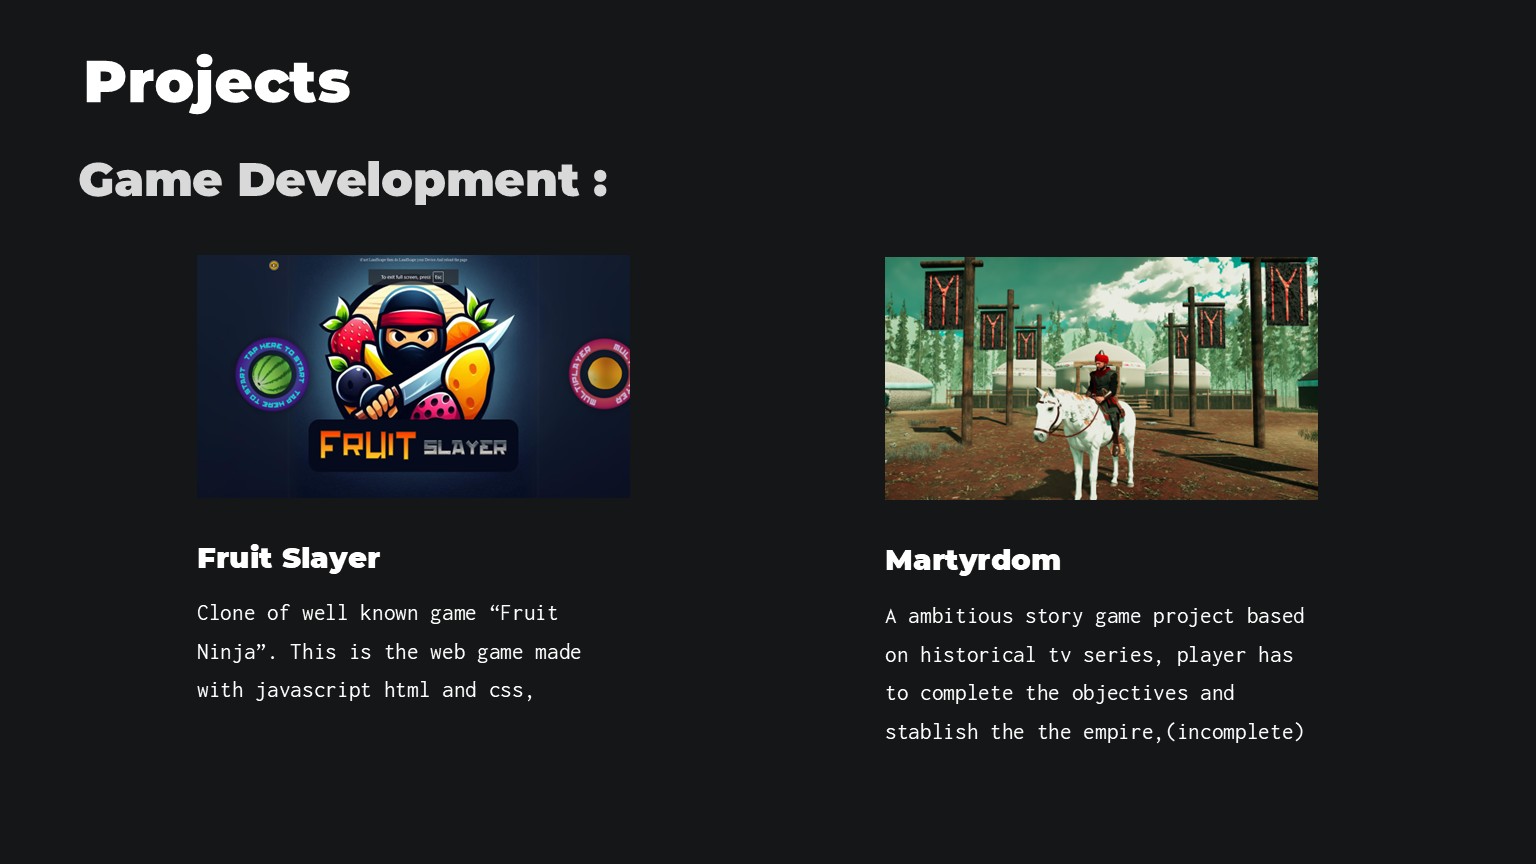 Projects
Game Development :
To exit full screen, press Esc
TAP HERE TO START TAP HERE TO START
MULTIPLAYER
FRUIT SLAYER
Fruit Slayer
Clone of well known game “Fruit
Ninja”. This is the web game made
with javascript html and css,
Martyrdom
A ambitious story game project based
on historical tv series, player has
to complete the objectives and
stablish the the empire,(incomplete)